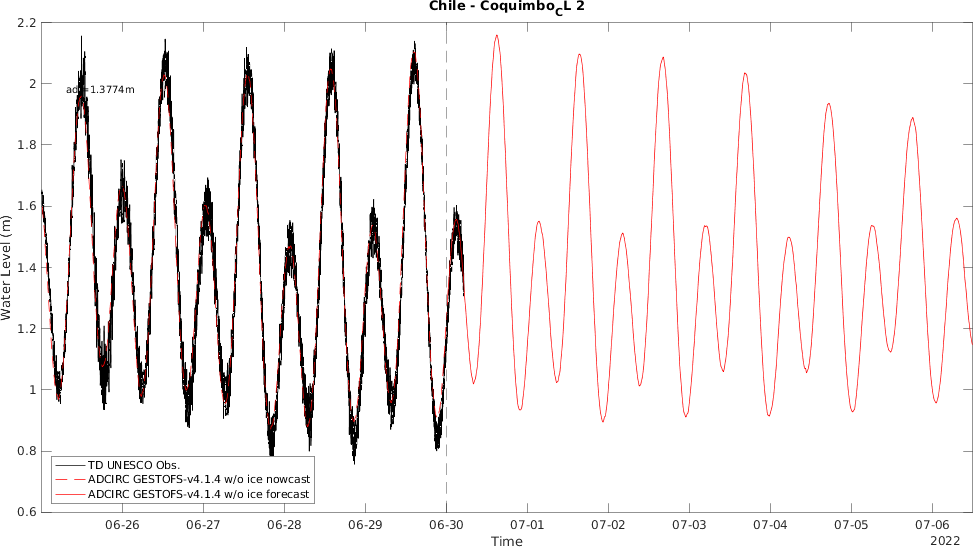 Chile - Coquimbo_CL 2
2.2
2
1.8
1.6
1.4
1.2
1
0.8
0.6
Water Level (m)
=1.3774m
TD UNESCO Obs.
ADCIRC GESTOFS-v4.1.4 w/o ice nowcast
ADCIRC GESTOFS-v4.1.4 w/o ice forecast
06-26 06-27 06-28 06-29 06-30 07-01 07-02 07-03 07-04 07-05 07-06
Time
2022